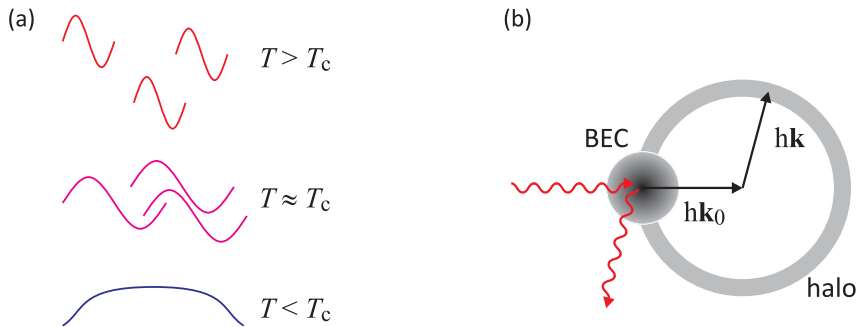 (a)
T > Tc
T ≈ Tc
T < Tc
(b)
BEC
hk
hk0
halo